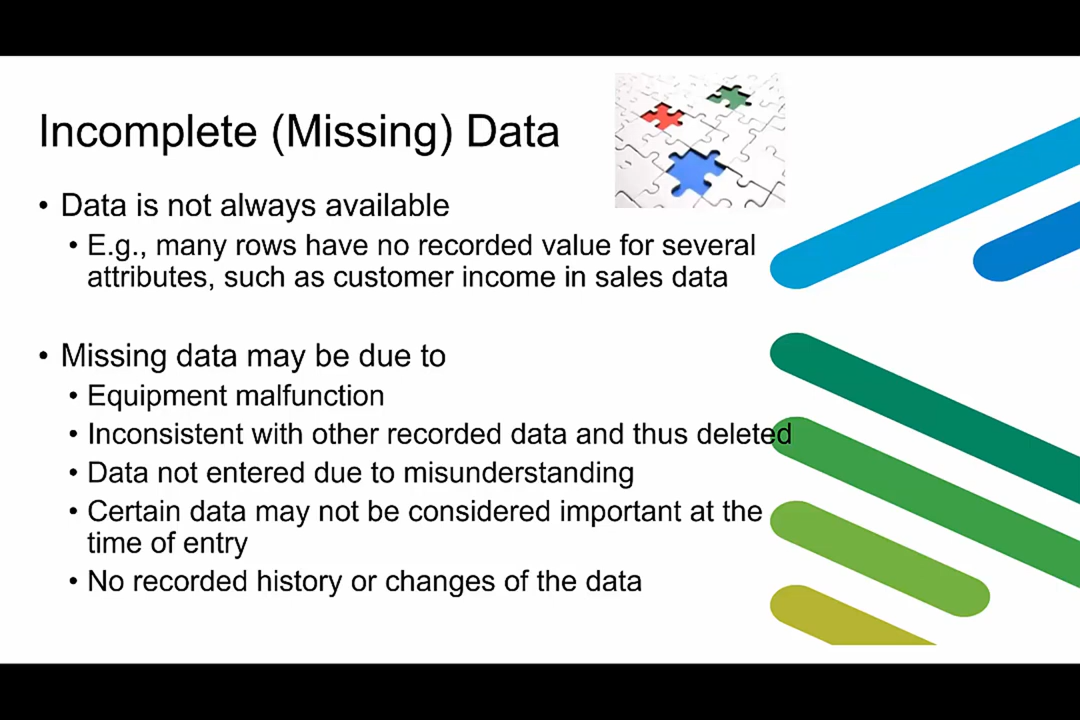 Incomplete (Missing) Data
• Data is not always available
• E.g., many rows have no recorded value for several
attributes, such as customer income in sales data
• Missing data may be due to
• Equipment malfunction
• Inconsistent with other recorded data and thus deleted
• Data not entered due to misunderstanding
• Certain data may not be considered important at the
time of entry
• No recorded history or changes of the data